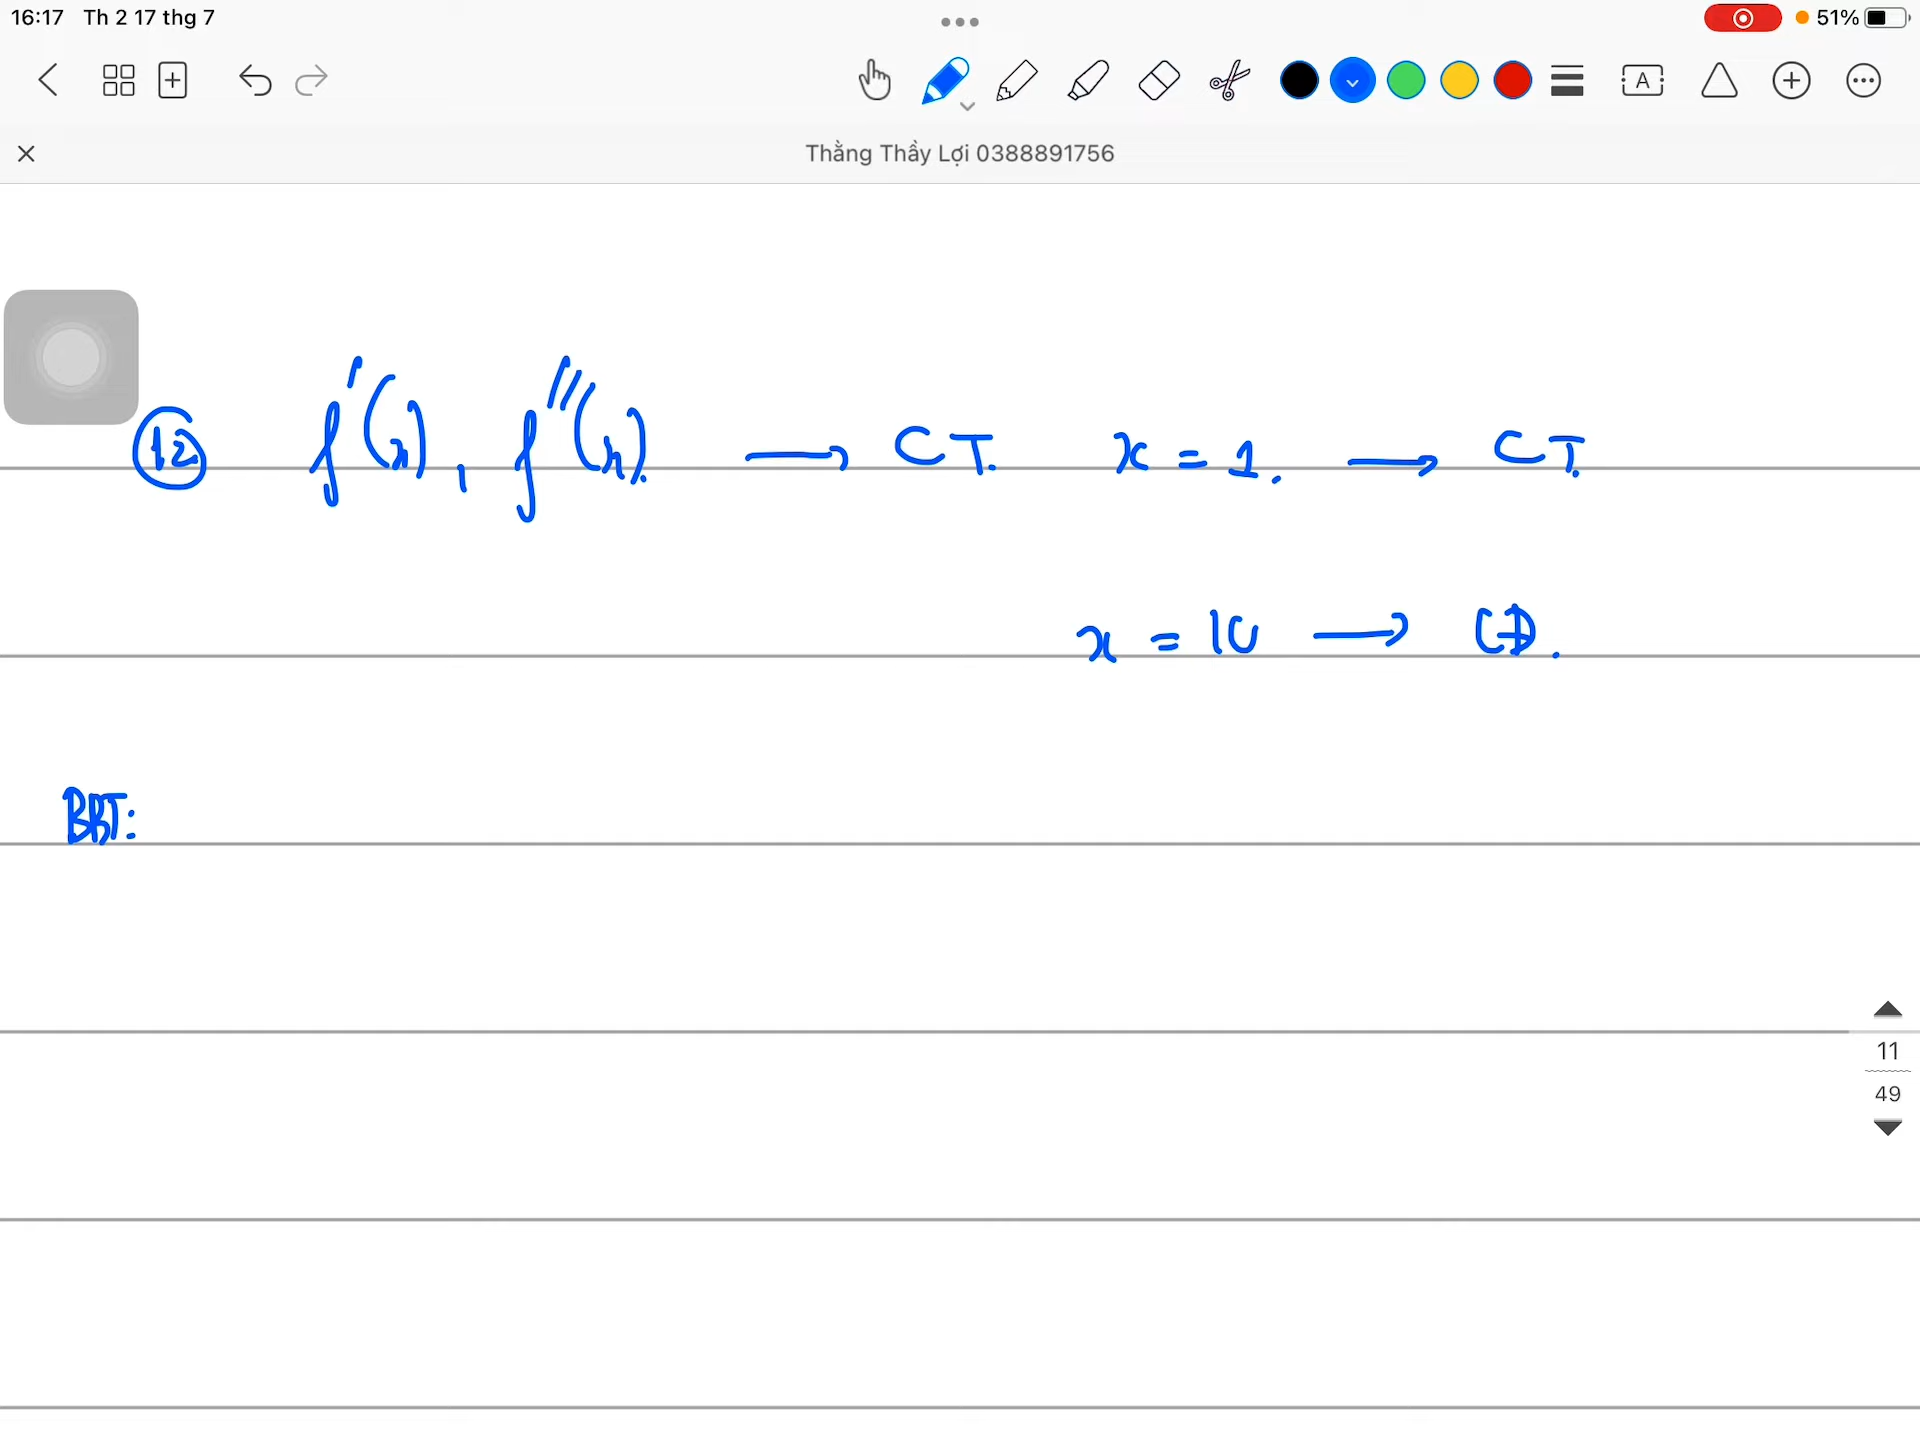 16:17 Th 2 17 thg 7
51%
A
Thằng Thầy Lợi 0388891756
12 f'(x), f''(x). → CT. x = 1. → CT.
x = 10 → CĐ.
BBT:
11
49